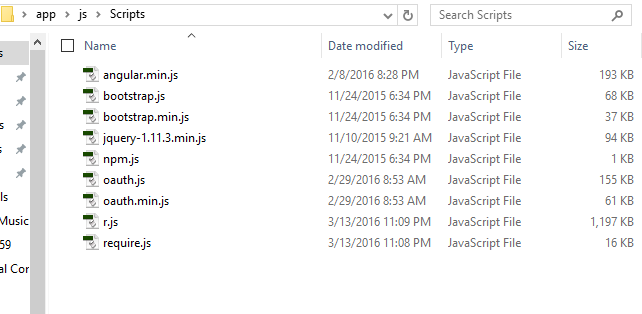 app > js > Scripts
Search Scripts
Name Date modified Type Size
angular.min.js 2/8/2016 8:28 PM JavaScript File 193 KB
bootstrap.js 11/24/2015 6:34 PM JavaScript File 68 KB
bootstrap.min.js 11/24/2015 6:34 PM JavaScript File 37 KB
jquery-1.11.3.min.js 11/10/2015 9:21 AM JavaScript File 94 KB
npm.js 11/24/2015 6:34 PM JavaScript File 1 KB
oauth.js 2/29/2016 8:53 AM JavaScript File 155 KB
oauth.min.js 2/29/2016 8:53 AM JavaScript File 61 KB
r.js 3/13/2016 11:09 PM JavaScript File 1,197 KB
require.js 3/13/2016 11:08 PM JavaScript File 16 KB
s
s
s
ls
Music
59
al Cor